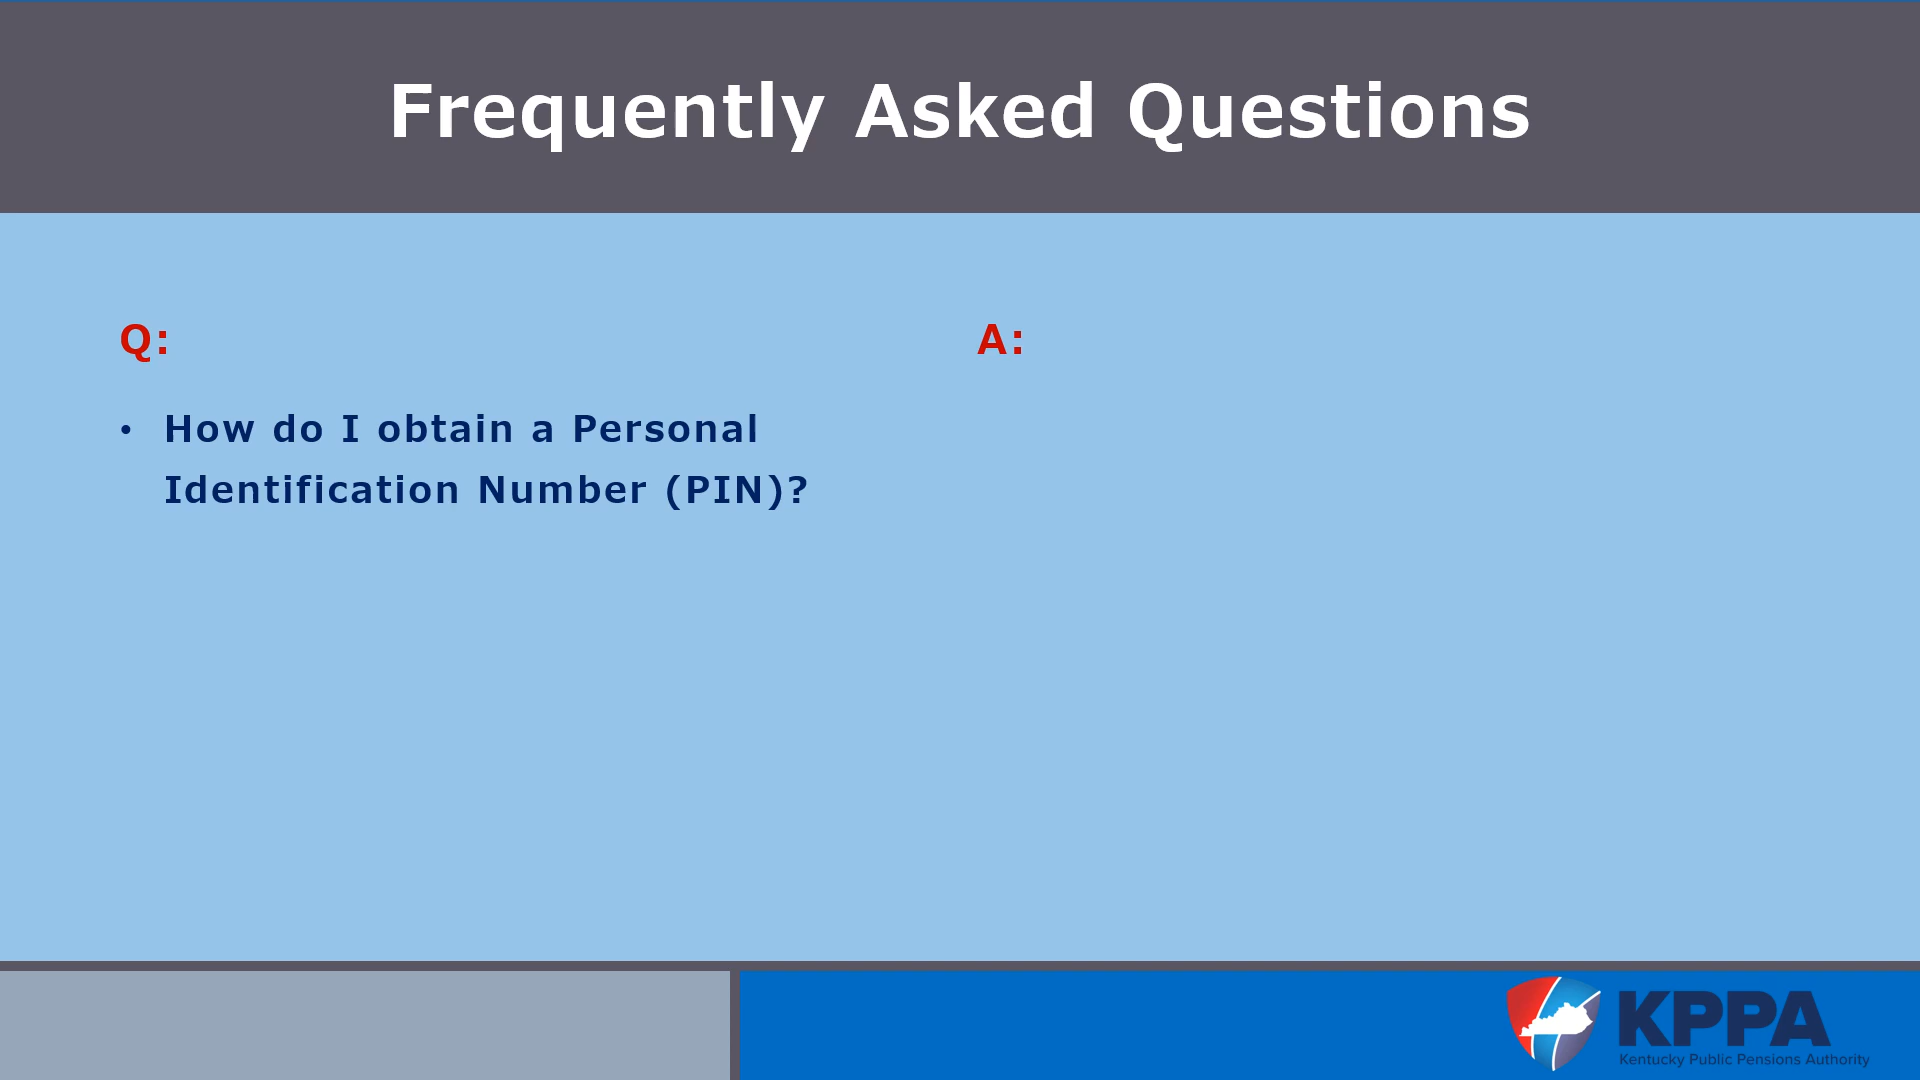 Frequently Asked Questions
Q:
• How do I obtain a Personal
Identification Number (PIN)?
A:
KPPA
Kentucky Public Pensions Authority